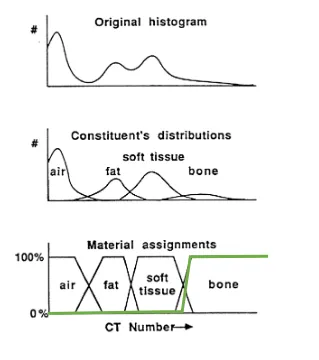 Original histogram
#
Constituent's distributions
#
soft tissue
air fat bone
Material assignments
100%
air fat soft tissue bone
0%
CT Number